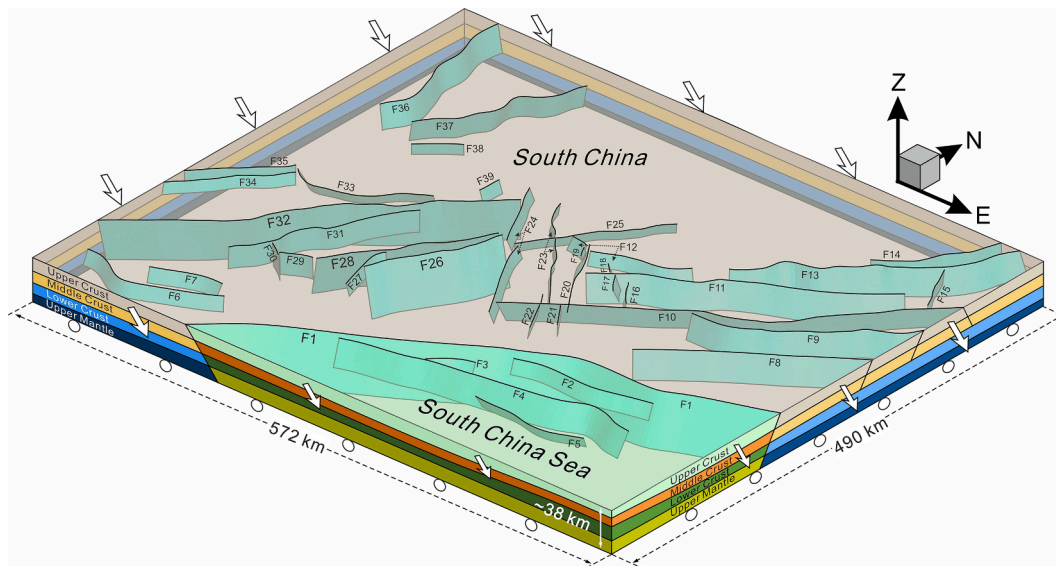 Z
N
E
South China
F36
F37
F38
F35
F34
F33
F39
F32
F31
F30
F29
F28
F27
F26
F24
F25
F23
F19
F12
F18
F17
F16
F20
F22
F21
F11
F13
F14
F15
F10
F9
F8
F7
F6
F1
F3
F2
F4
F5
F1
South China Sea
Upper Crust
Middle Crust
Lower Crust
Upper Mantle
Upper Crust
Middle Crust
Lower Crust
Upper Mantle
572 km
490 km
~38 km